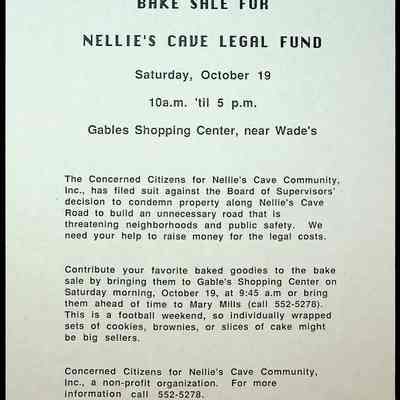 BAKE SALE FOR
NELLIE'S CAVE LEGAL FUND
Saturday, October 19
10a.m. 'til 5 p.m.
Gables Shopping Center, near Wade's
The Concerned Citizens for Nellie's Cave Community,
Inc., has filed suit against the Board of Supervisors'
decision to condemn property along Nellie's Cave
Road to build an unnecessary road that is
threatening neighborhoods and public safety. We
need your help to raise money for the legal costs.
Contribute your favorite baked goodies to the bake
sale by bringing them to Gable's Shopping Center on
Saturday morning, October 19, at 9:45 a.m or bring
them ahead of time to Mary Mills (call 552-5278).
This is a football weekend, so individually wrapped
sets of cookies, brownies, or slices of cake might
be big sellers.
Concerned Citizens for Nellie's Cave Community,
Inc., a non-profit organization. For more
information call 552-5278.